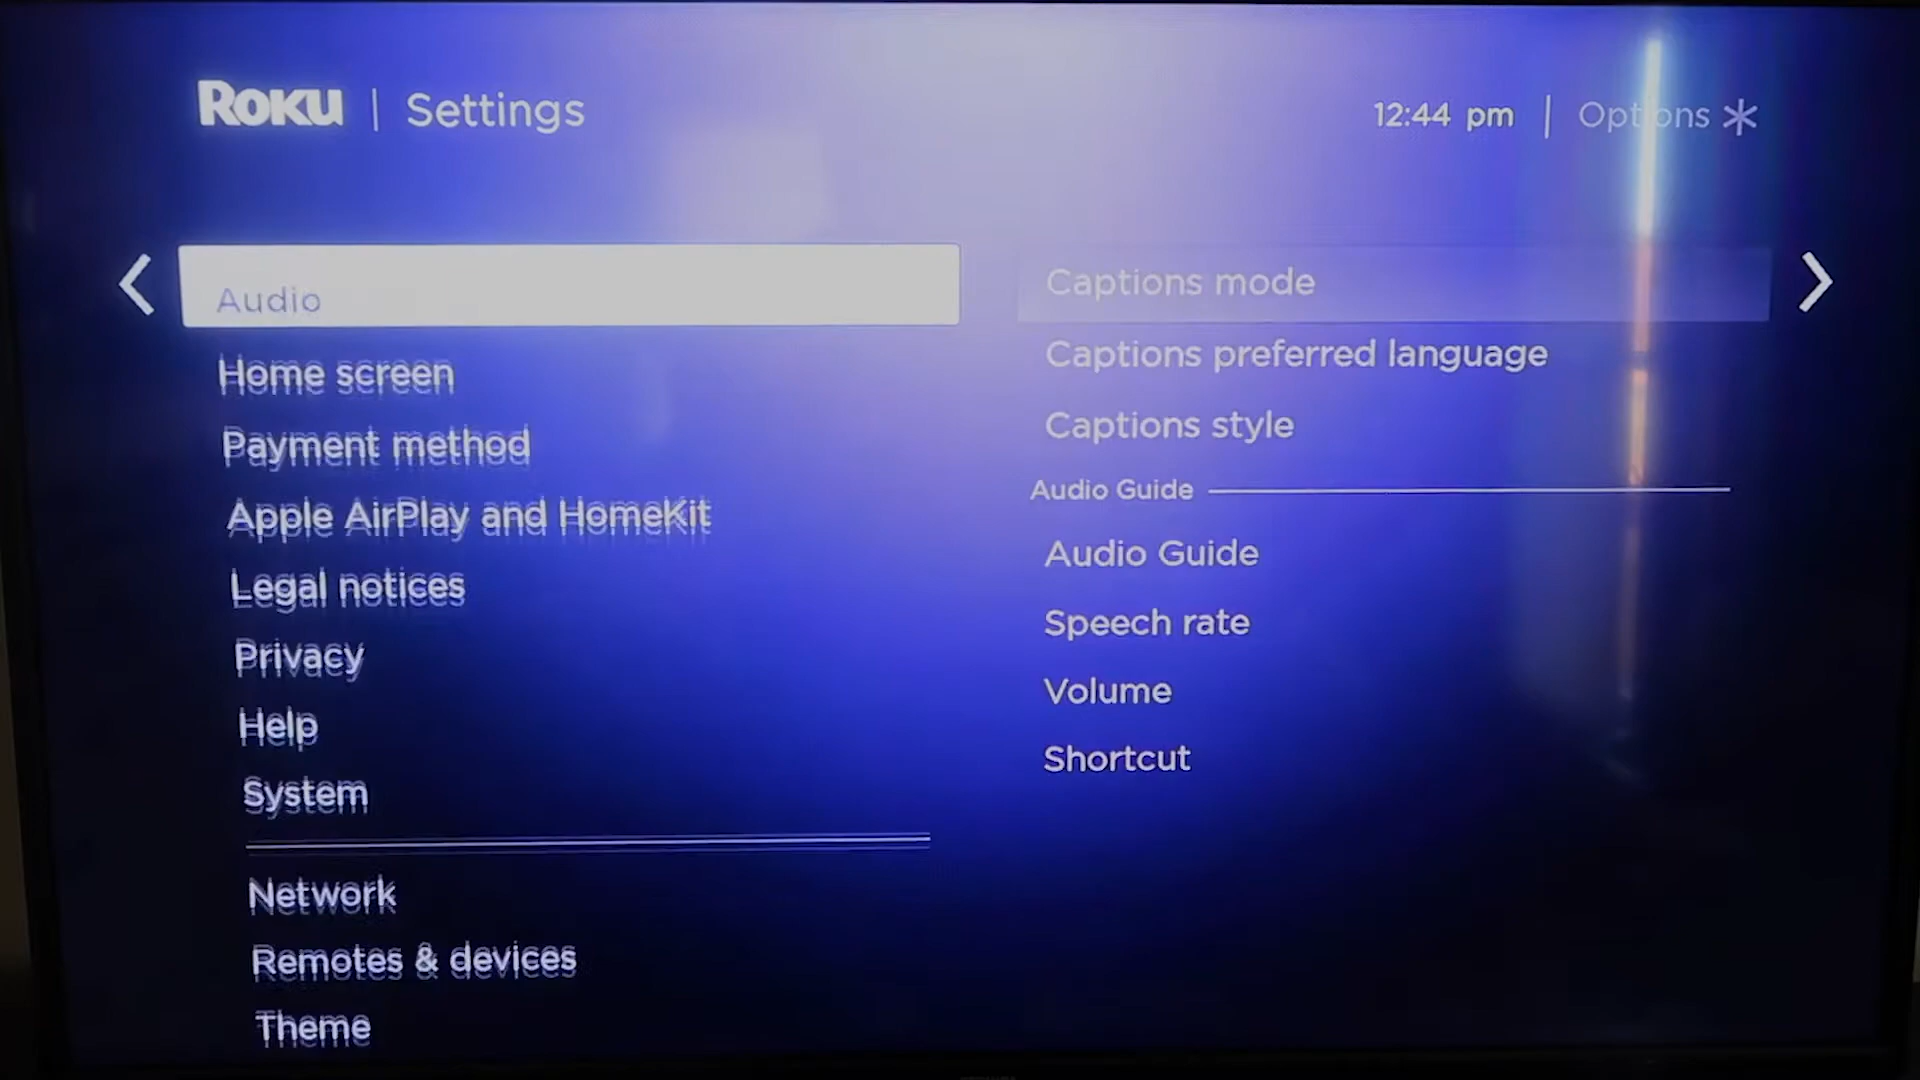 Roku | Settings
12:44 pm | Options
Audio
Home screen
Payment method
Apple AirPlay and HomeKit
Legal notices
Privacy
Help
System
Network
Remotes & devices
Theme
Captions mode
Captions preferred language
Captions style
Audio Guide
Audio Guide
Speech rate
Volume
Shortcut